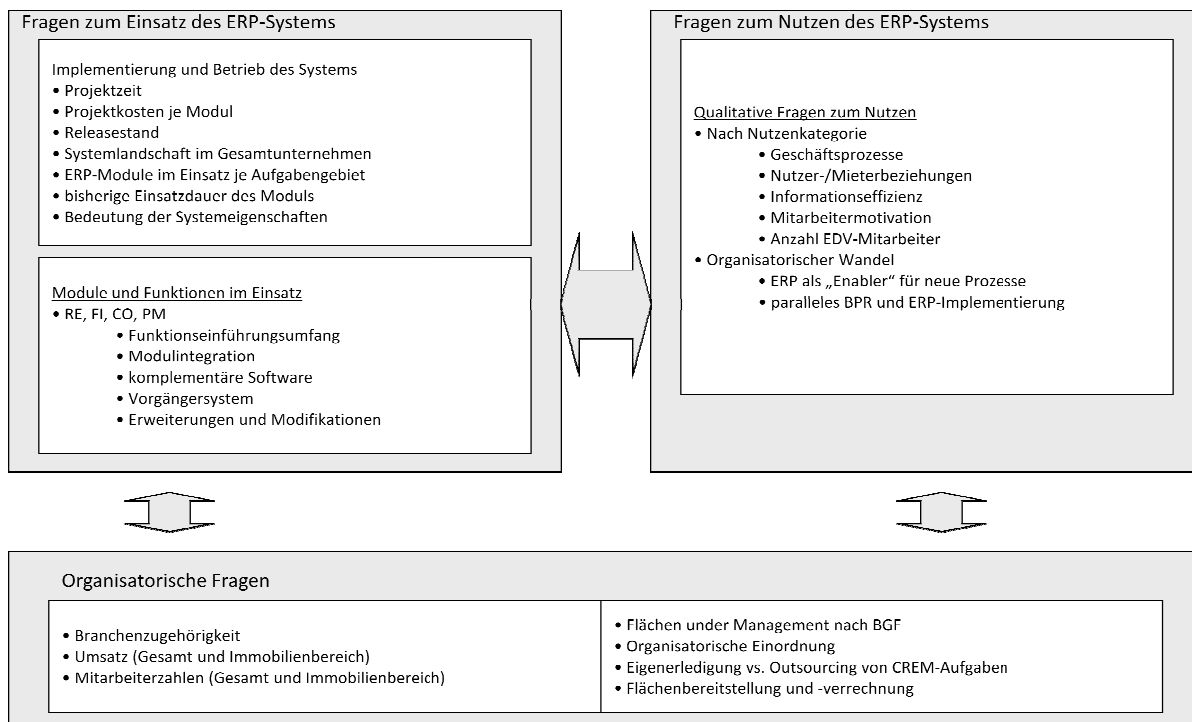 Fragen zum Einsatz des ERP-Systems
Implementierung und Betrieb des Systems
• Projektzeit
• Projektkosten je Modul
• Releasestand
• Systemlandschaft im Gesamtunternehmen
• ERP-Module im Einsatz je Aufgabengebiet
• bisherige Einsatzdauer des Moduls
• Bedeutung der Systemeigenschaften
Module und Funktionen im Einsatz
• RE, FI, CO, PM
• Funktionseinführungsumfang
• Modulintegration
• komplementäre Software
• Vorgängersystem
• Erweiterungen und Modifikationen
Fragen zum Nutzen des ERP-Systems
Qualitative Fragen zum Nutzen
• Nach Nutzenkategorie
• Geschäftsprozesse
• Nutzer-/Mieterbeziehungen
• Informationseffizienz
• Mitarbeitermotivation
• Anzahl EDV-Mitarbeiter
• Organisatorischer Wandel
• ERP als „Enabler“ für neue Prozesse
• paralleles BPR und ERP-Implementierung
Organisatorische Fragen
• Branchenzugehörigkeit
• Umsatz (Gesamt und Immobilienbereich)
• Mitarbeiterzahlen (Gesamt und Immobilienbereich)
• Flächen under Management nach BGF
• Organisatorische Einordnung
• Eigenerledigung vs. Outsourcing von CREM-Aufgaben
• Flächenbereitstellung und -verrechnung